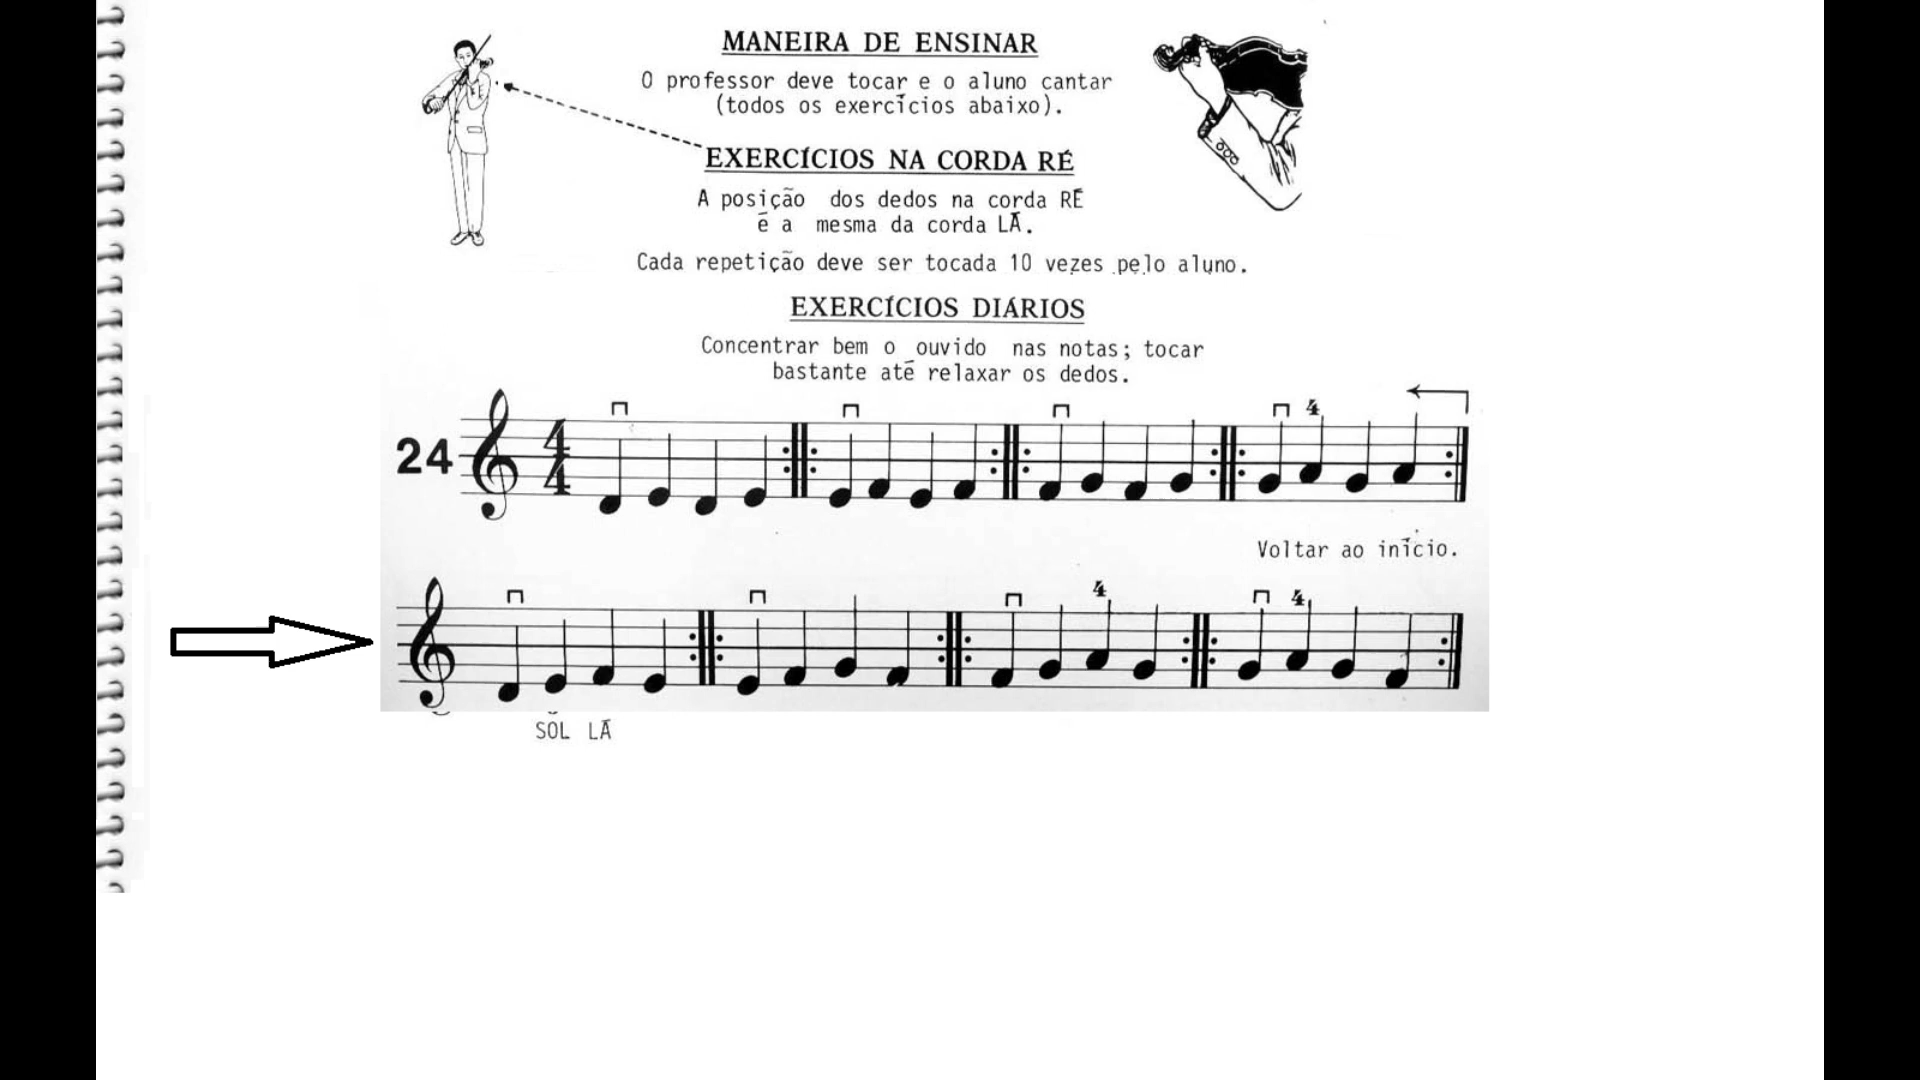 MANEIRA DE ENSINAR
O professor deve tocar e o aluno cantar
(todos os exercícios abaixo).
EXERCÍCIOS NA CORDA RÉ
A posição dos dedos na corda RÉ
é a mesma da corda LÁ.
Cada repetição deve ser tocada 10 vezes pelo aluno.
EXERCÍCIOS DIÁRIOS
Concentrar bem o ouvido nas notas; tocar
bastante até relaxar os dedos.
4
24
4
4
Voltar ao início.
4 4
SOL LÁ